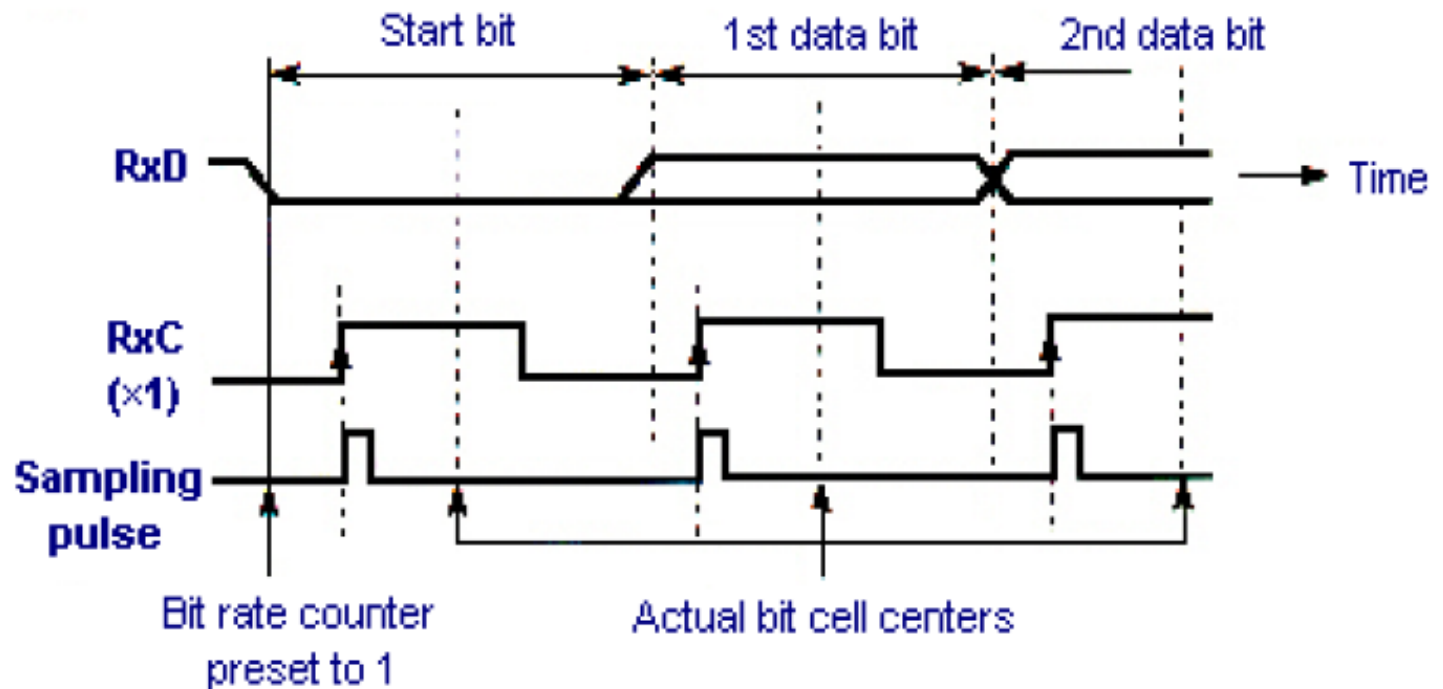 Start bit
1st data bit
2nd data bit
RxD
Time
RxC
(×1)
Sampling
pulse
Bit rate counter
preset to 1
Actual bit cell centers